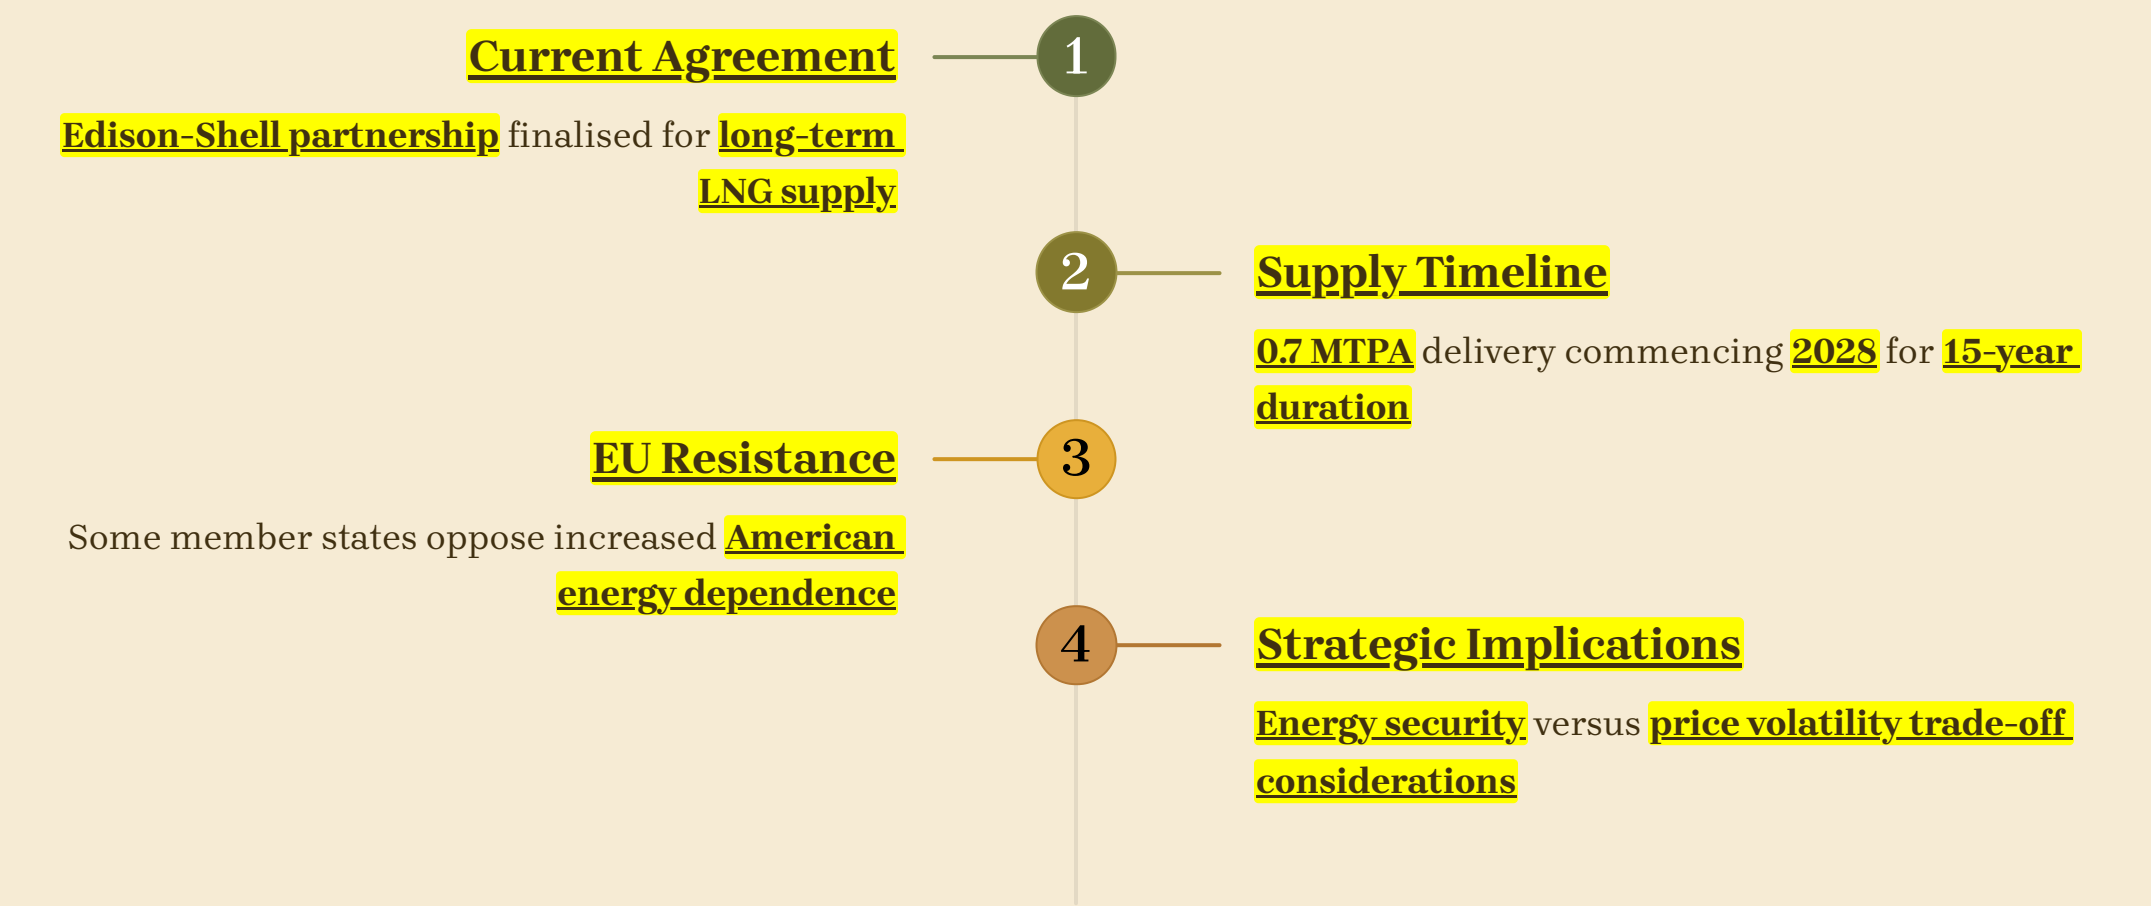 1
Current Agreement
Edison-Shell partnership finalised for long-term
LNG supply
2
Supply Timeline
0.7 MTPA delivery commencing 2028 for 15-year
duration
3
EU Resistance
Some member states oppose increased American
energy dependence
4
Strategic Implications
Energy security versus price volatility trade-off
considerations